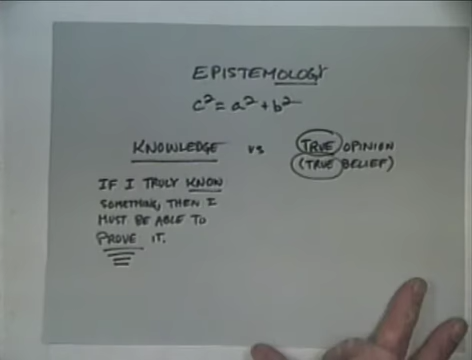 EPISTEMOLOGY
c² = a² + b²
KNOWLEDGE vs TRUE OPINION
(TRUE BELIEF)
IF I TRULY KNOW
SOMETHING, THEN I
MUST BE ABLE TO
PROVE IT.